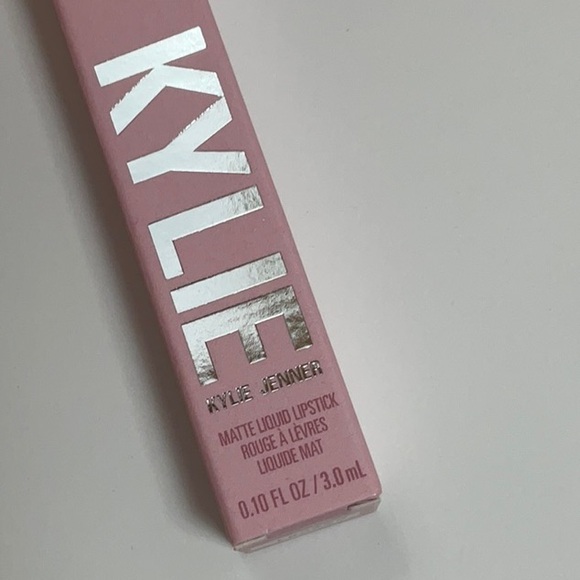 KYLIE
KYLIE JENNER
MATTE LIQUID LIPSTICK
ROUGE À LÈVRES
LIQUIDE MAT
0.10 FL OZ / 3.0 mL